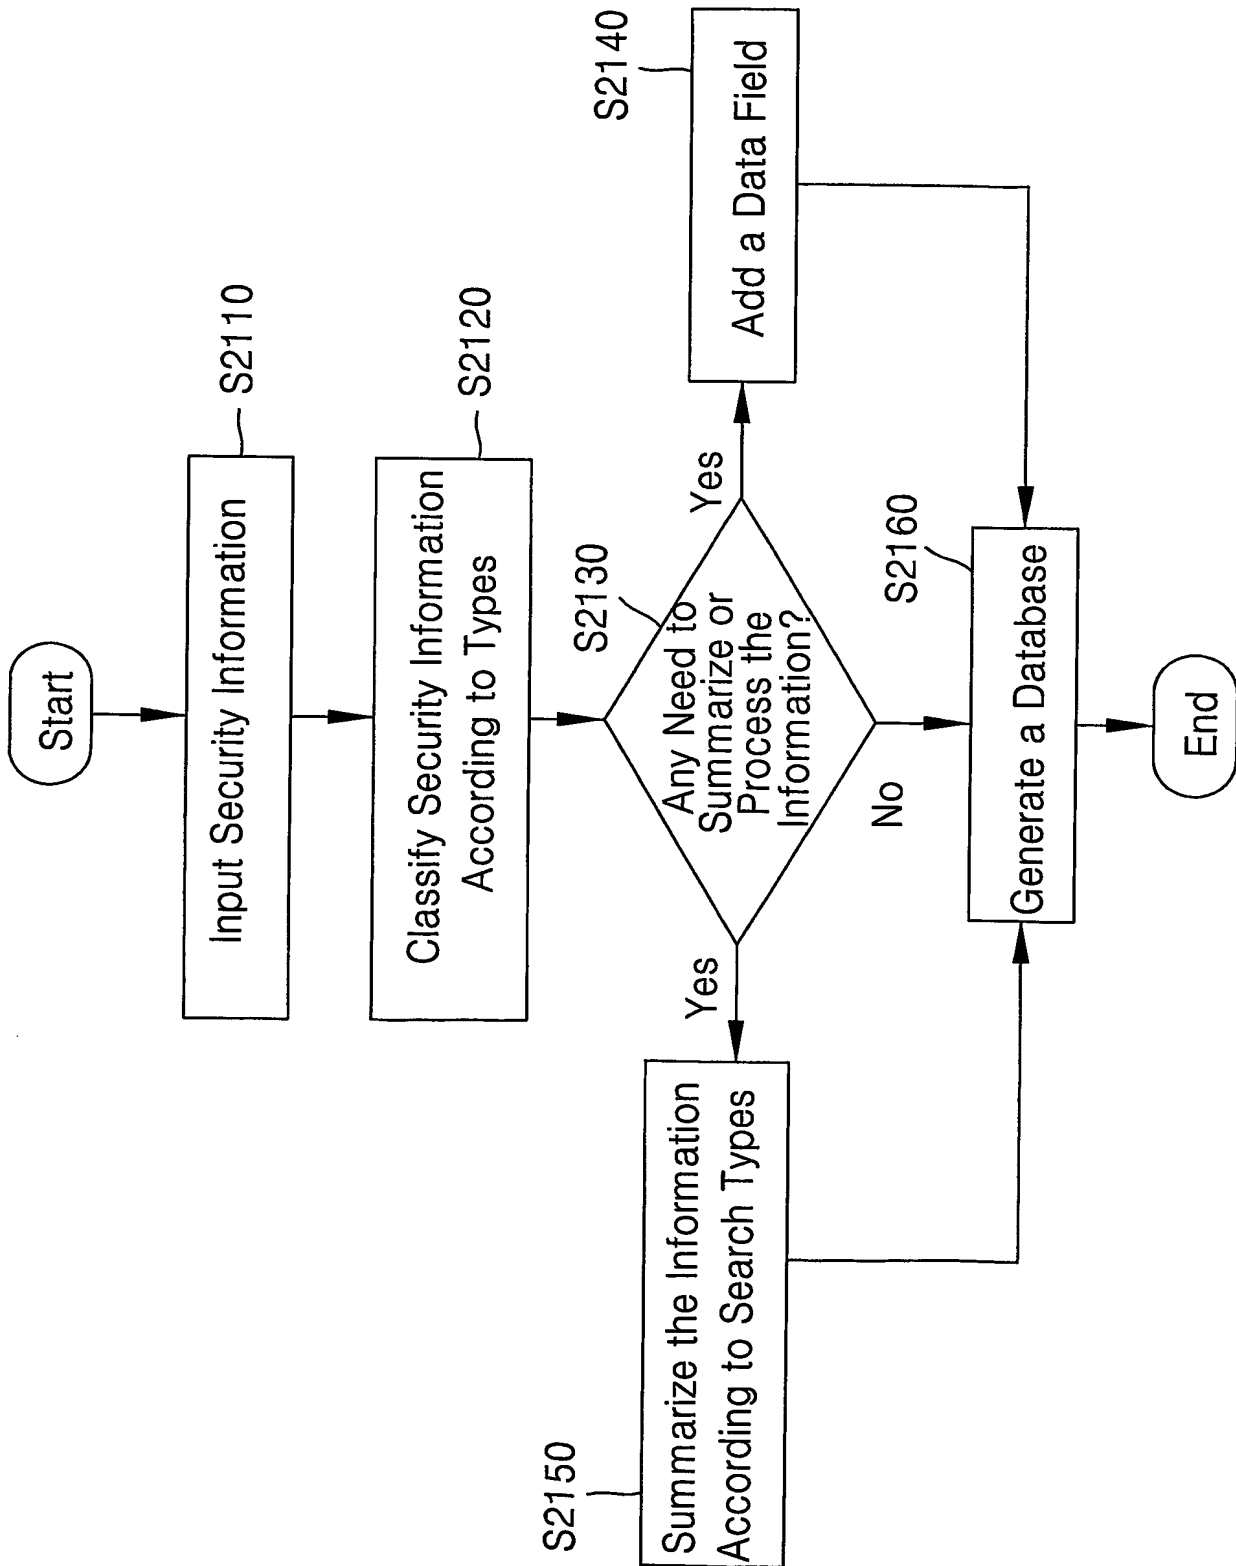 Start
Input Security Information
S2110
Classify Security Information
According to Types
S2120
Any Need to
Summarize or
Process the
Information?
S2130
Yes
Yes
No
Summarize the Information
According to Search Types
S2150
Add a Data Field
S2140
Generate a Database
S2160
End